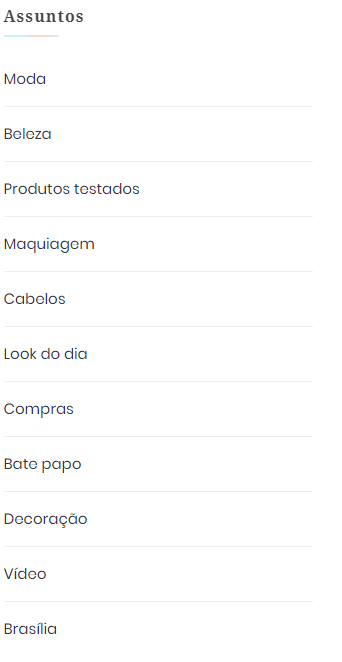 Assuntos
Moda
Beleza
Produtos testados
Maquiagem
Cabelos
Look do dia
Compras
Bate papo
Decoração
Vídeo
Brasília